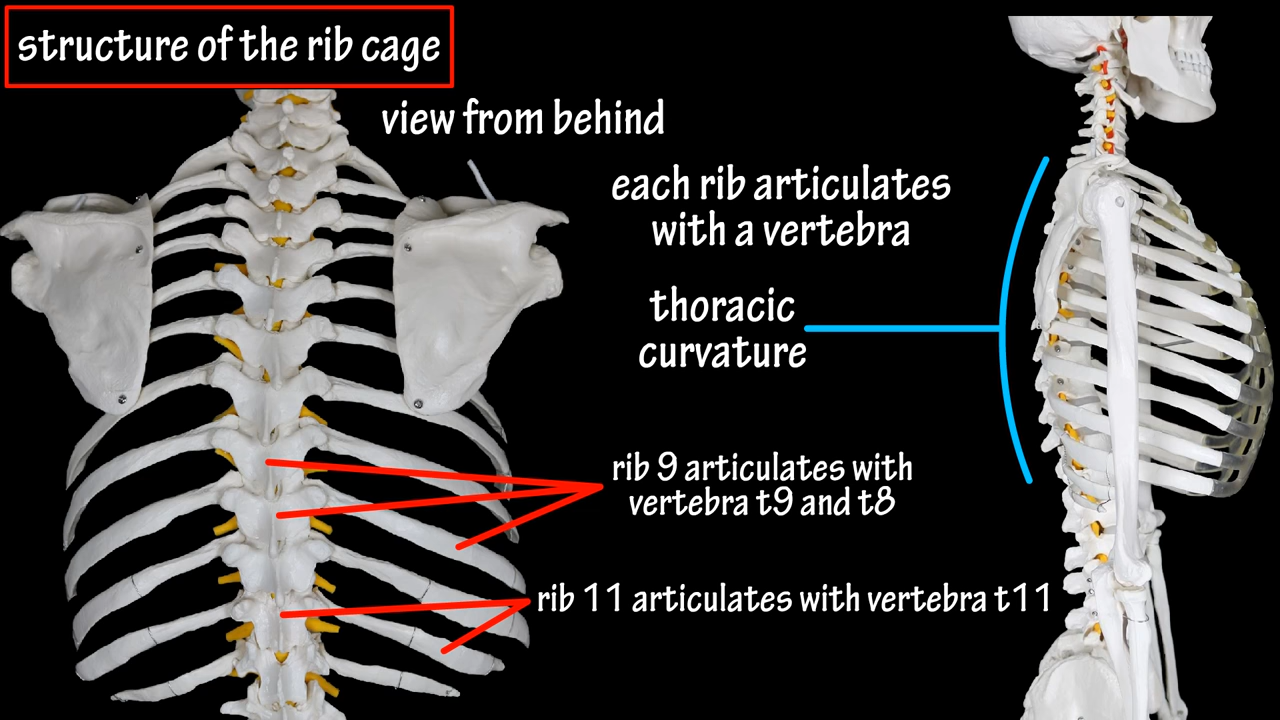 structure of the rib cage
view from behind
each rib articulates
with a vertebra
thoracic
curvature
rib 9 articulates with
vertebra t9 and t8
rib 11 articulates with vertebra t11